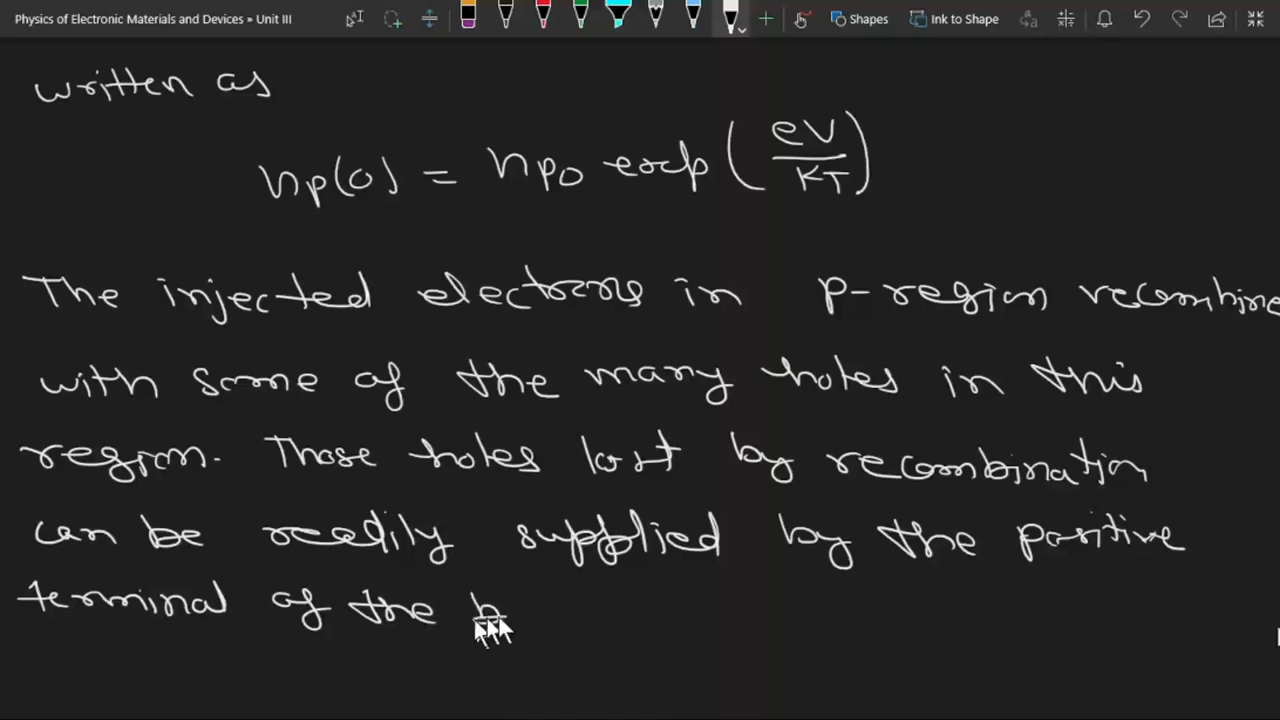 Physics of Electronic Materials and Devices » Unit III
Shapes
Ink to Shape
written as
np(0) = npo exp (eV/KT)
The injected electrons in p-region recombine
with some of the many holes in this
region. Those holes lost by recombination
can be readily supplied by the positive
terminal of the b